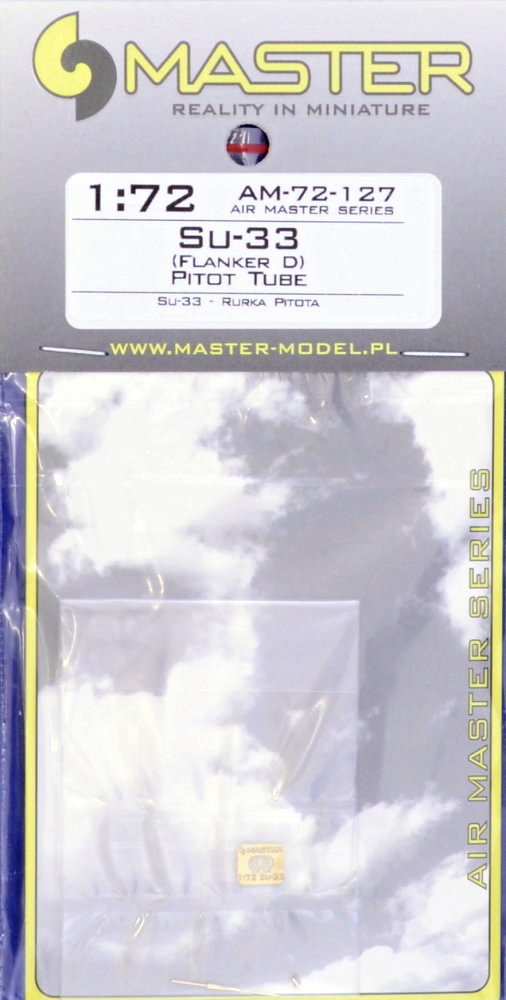 MASTER
REALITY IN MINIATURE
1:72
AM-72-127
AIR MASTER SERIES
Su-33
(FLANKER D)
PITOT TUBE
Su-33 - RURKA PITOTA
WWW.MASTER-MODEL.PL
AIR MASTER SERIES
MASTER
1:72 Su-33